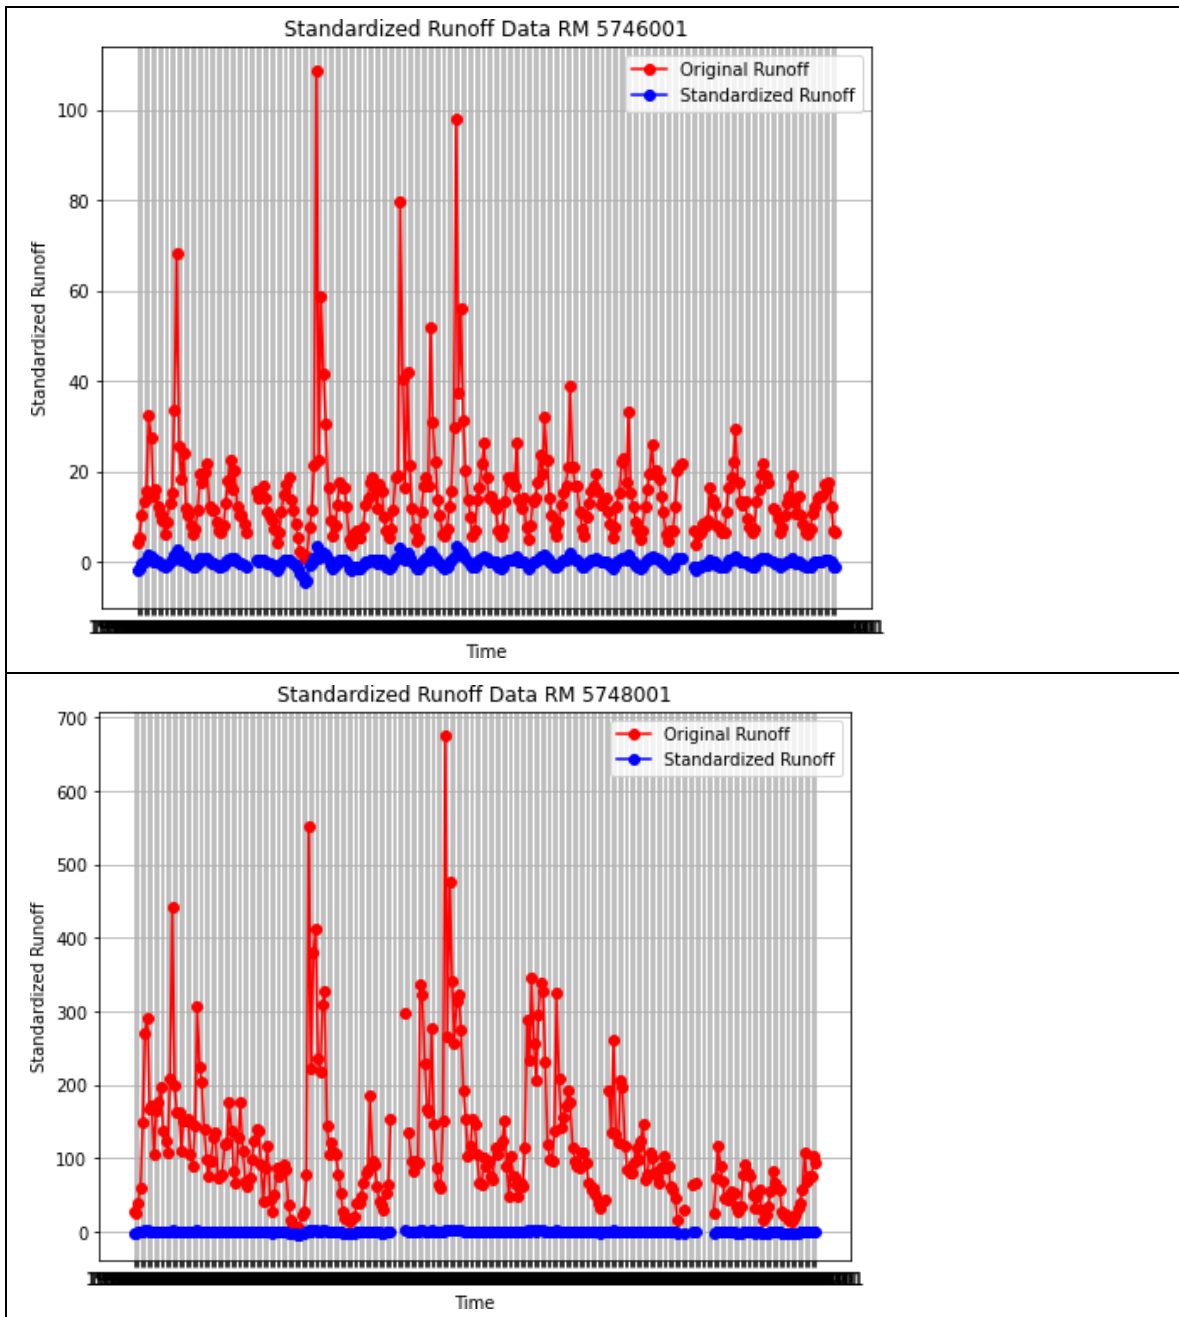 Standardized Runoff Data RM 5746001
Original Runoff
Standardized Runoff
100
80
60
40
20
0
Standardized Runoff
Time
Standardized Runoff Data RM 5748001
Original Runoff
Standardized Runoff
700
600
500
400
300
200
100
0
Standardized Runoff
Time